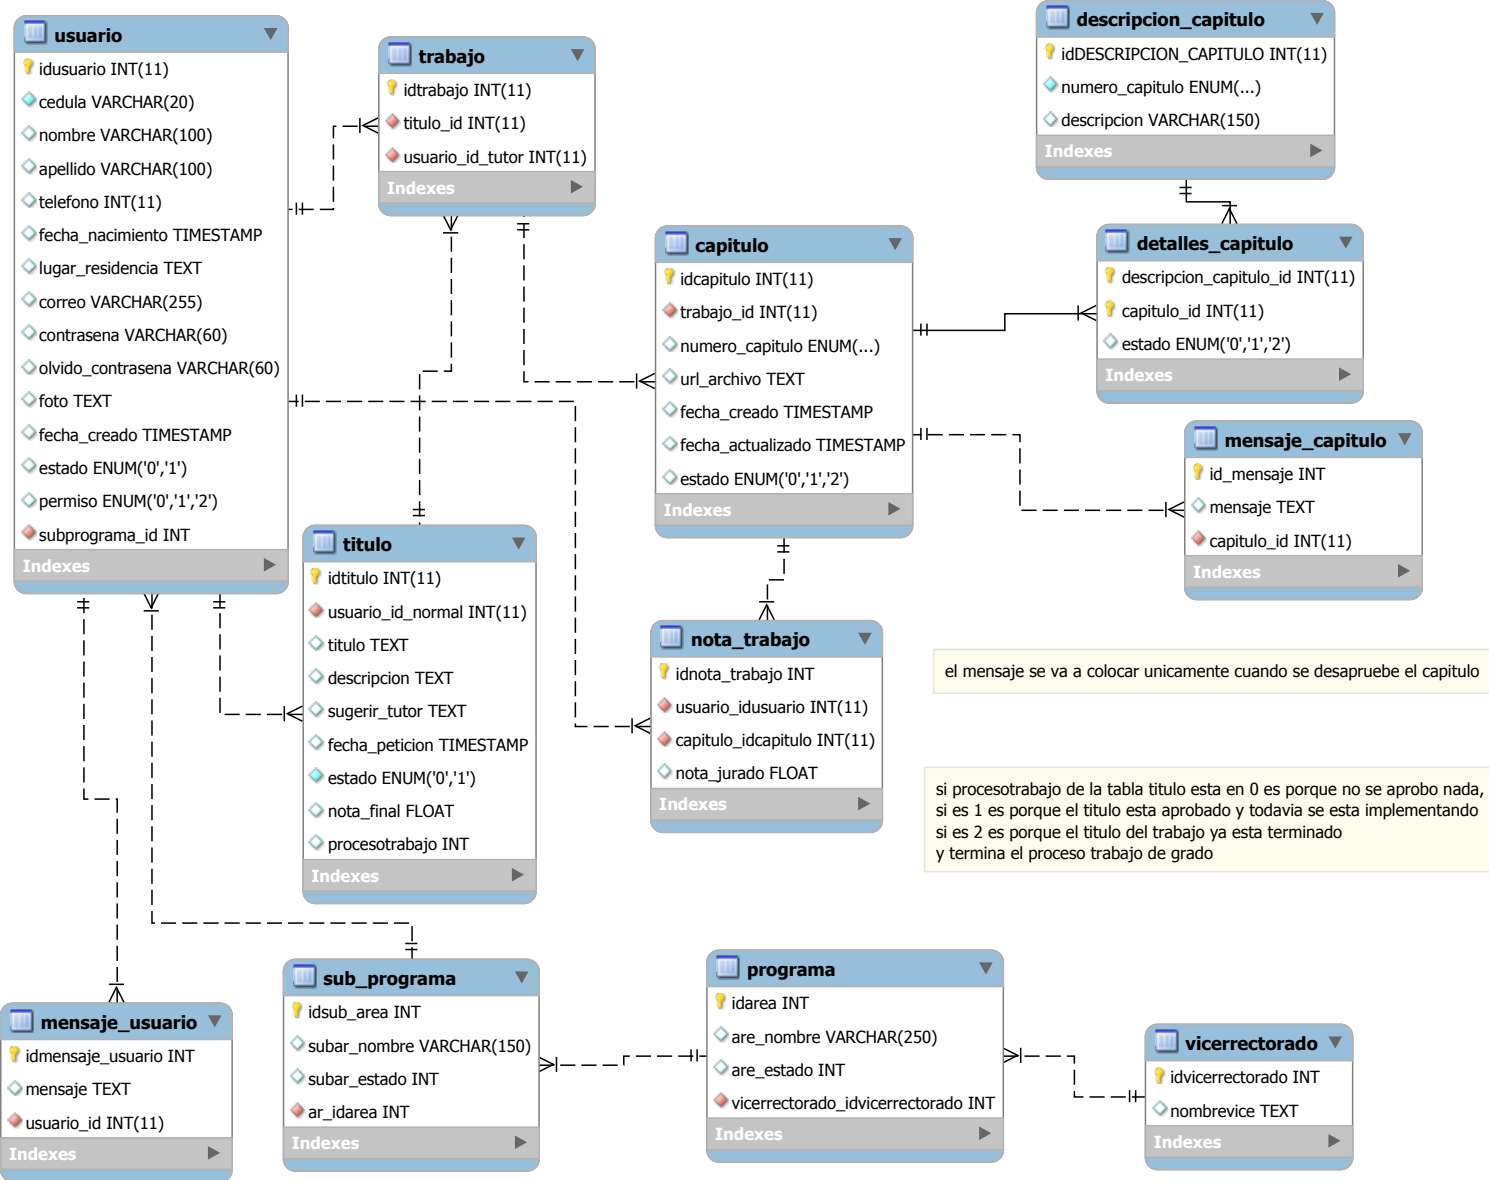 usuario
idusuario INT(11)
cedula VARCHAR(20)
nombre VARCHAR(100)
apellido VARCHAR(100)
telefono INT(11)
fecha_nacimiento TIMESTAMP
lugar_residencia TEXT
correo VARCHAR(255)
contrasena VARCHAR(60)
olvido_contrasena VARCHAR(60)
foto TEXT
fecha_creado TIMESTAMP
estado ENUM('0','1')
permiso ENUM('0','1','2')
subprograma_id INT
Indexes
trabajo
idtrabajo INT(11)
titulo_id INT(11)
usuario_id_tutor INT(11)
Indexes
descripcion_capitulo
idDESCRIPCION_CAPITULO INT(11)
numero_capitulo ENUM(...)
descripcion VARCHAR(150)
Indexes
capitulo
idcapitulo INT(11)
trabajo_id INT(11)
numero_capitulo ENUM(...)
url_archivo TEXT
fecha_creado TIMESTAMP
fecha_actualizado TIMESTAMP
estado ENUM('0','1','2')
Indexes
detalles_capitulo
descripcion_capitulo_id INT(11)
capitulo_id INT(11)
estado ENUM('0','1','2')
Indexes
mensaje_capitulo
id_mensaje INT
mensaje TEXT
capitulo_id INT(11)
Indexes
titulo
idtitulo INT(11)
usuario_id_normal INT(11)
titulo TEXT
descripcion TEXT
sugerir_tutor TEXT
fecha_peticion TIMESTAMP
estado ENUM('0','1')
nota_final FLOAT
procesotrabajo INT
Indexes
nota_trabajo
idnota_trabajo INT
usuario_idusuario INT(11)
capitulo_idcapitulo INT(11)
nota_jurado FLOAT
Indexes
el mensaje se va a colocar unicamente cuando se desapruebe el capitulo
si procesotrabajo de la tabla titulo esta en 0 es porque no se aprobo nada,
si es 1 es porque el titulo esta aprobado y todavia se esta implementando
si es 2 es porque el titulo del trabajo ya esta terminado
y termina el proceso trabajo de grado
mensaje_usuario
idmensaje_usuario INT
mensaje TEXT
usuario_id INT(11)
Indexes
sub_programa
idsub_area INT
subar_nombre VARCHAR(150)
subar_estado INT
ar_idarea INT
Indexes
programa
idarea INT
are_nombre VARCHAR(250)
are_estado INT
vicerrectorado_idvicerrectorado INT
Indexes
vicerrectorado
idvicerrectorado INT
nombrevice TEXT
Indexes